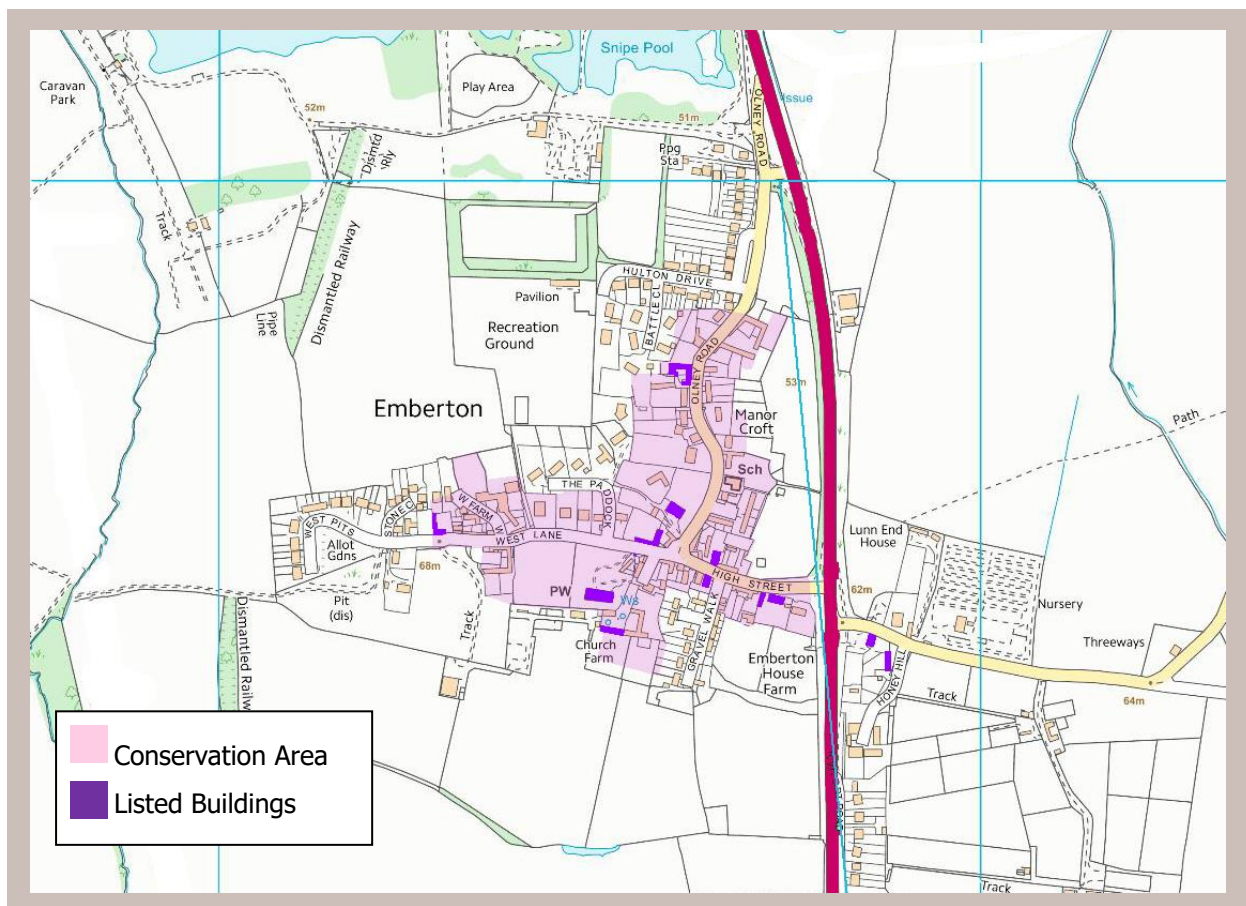 Snipe Pool
Caravan
Park
Play Area
Issue
52m
51m
OLNEY ROAD
Dismtd
Rly
Ppg
Sta
Track
Dismantled Railway
HULTON DRIVE
Pavilion
BATTLE CL
Pipe
Line
Recreation
Ground
OLNEY ROAD
53m
Emberton
Manor
Croft
Path
Sch
THE PADDOCK
WEST PITS
STONE C
W FARM W
WEST LANE
Lunn End
House
Allot
Gdns
68m
HIGH STREET
62m
PW
Ws
Nursery
Pit
(dis)
Track
GRAVEL WALK
Dismantled Railw
Church
Farm
Emberton
House
Farm
HONEY HILL
Threeways
Track
64m
Conservation Area
Listed Buildings
ROAD
Track